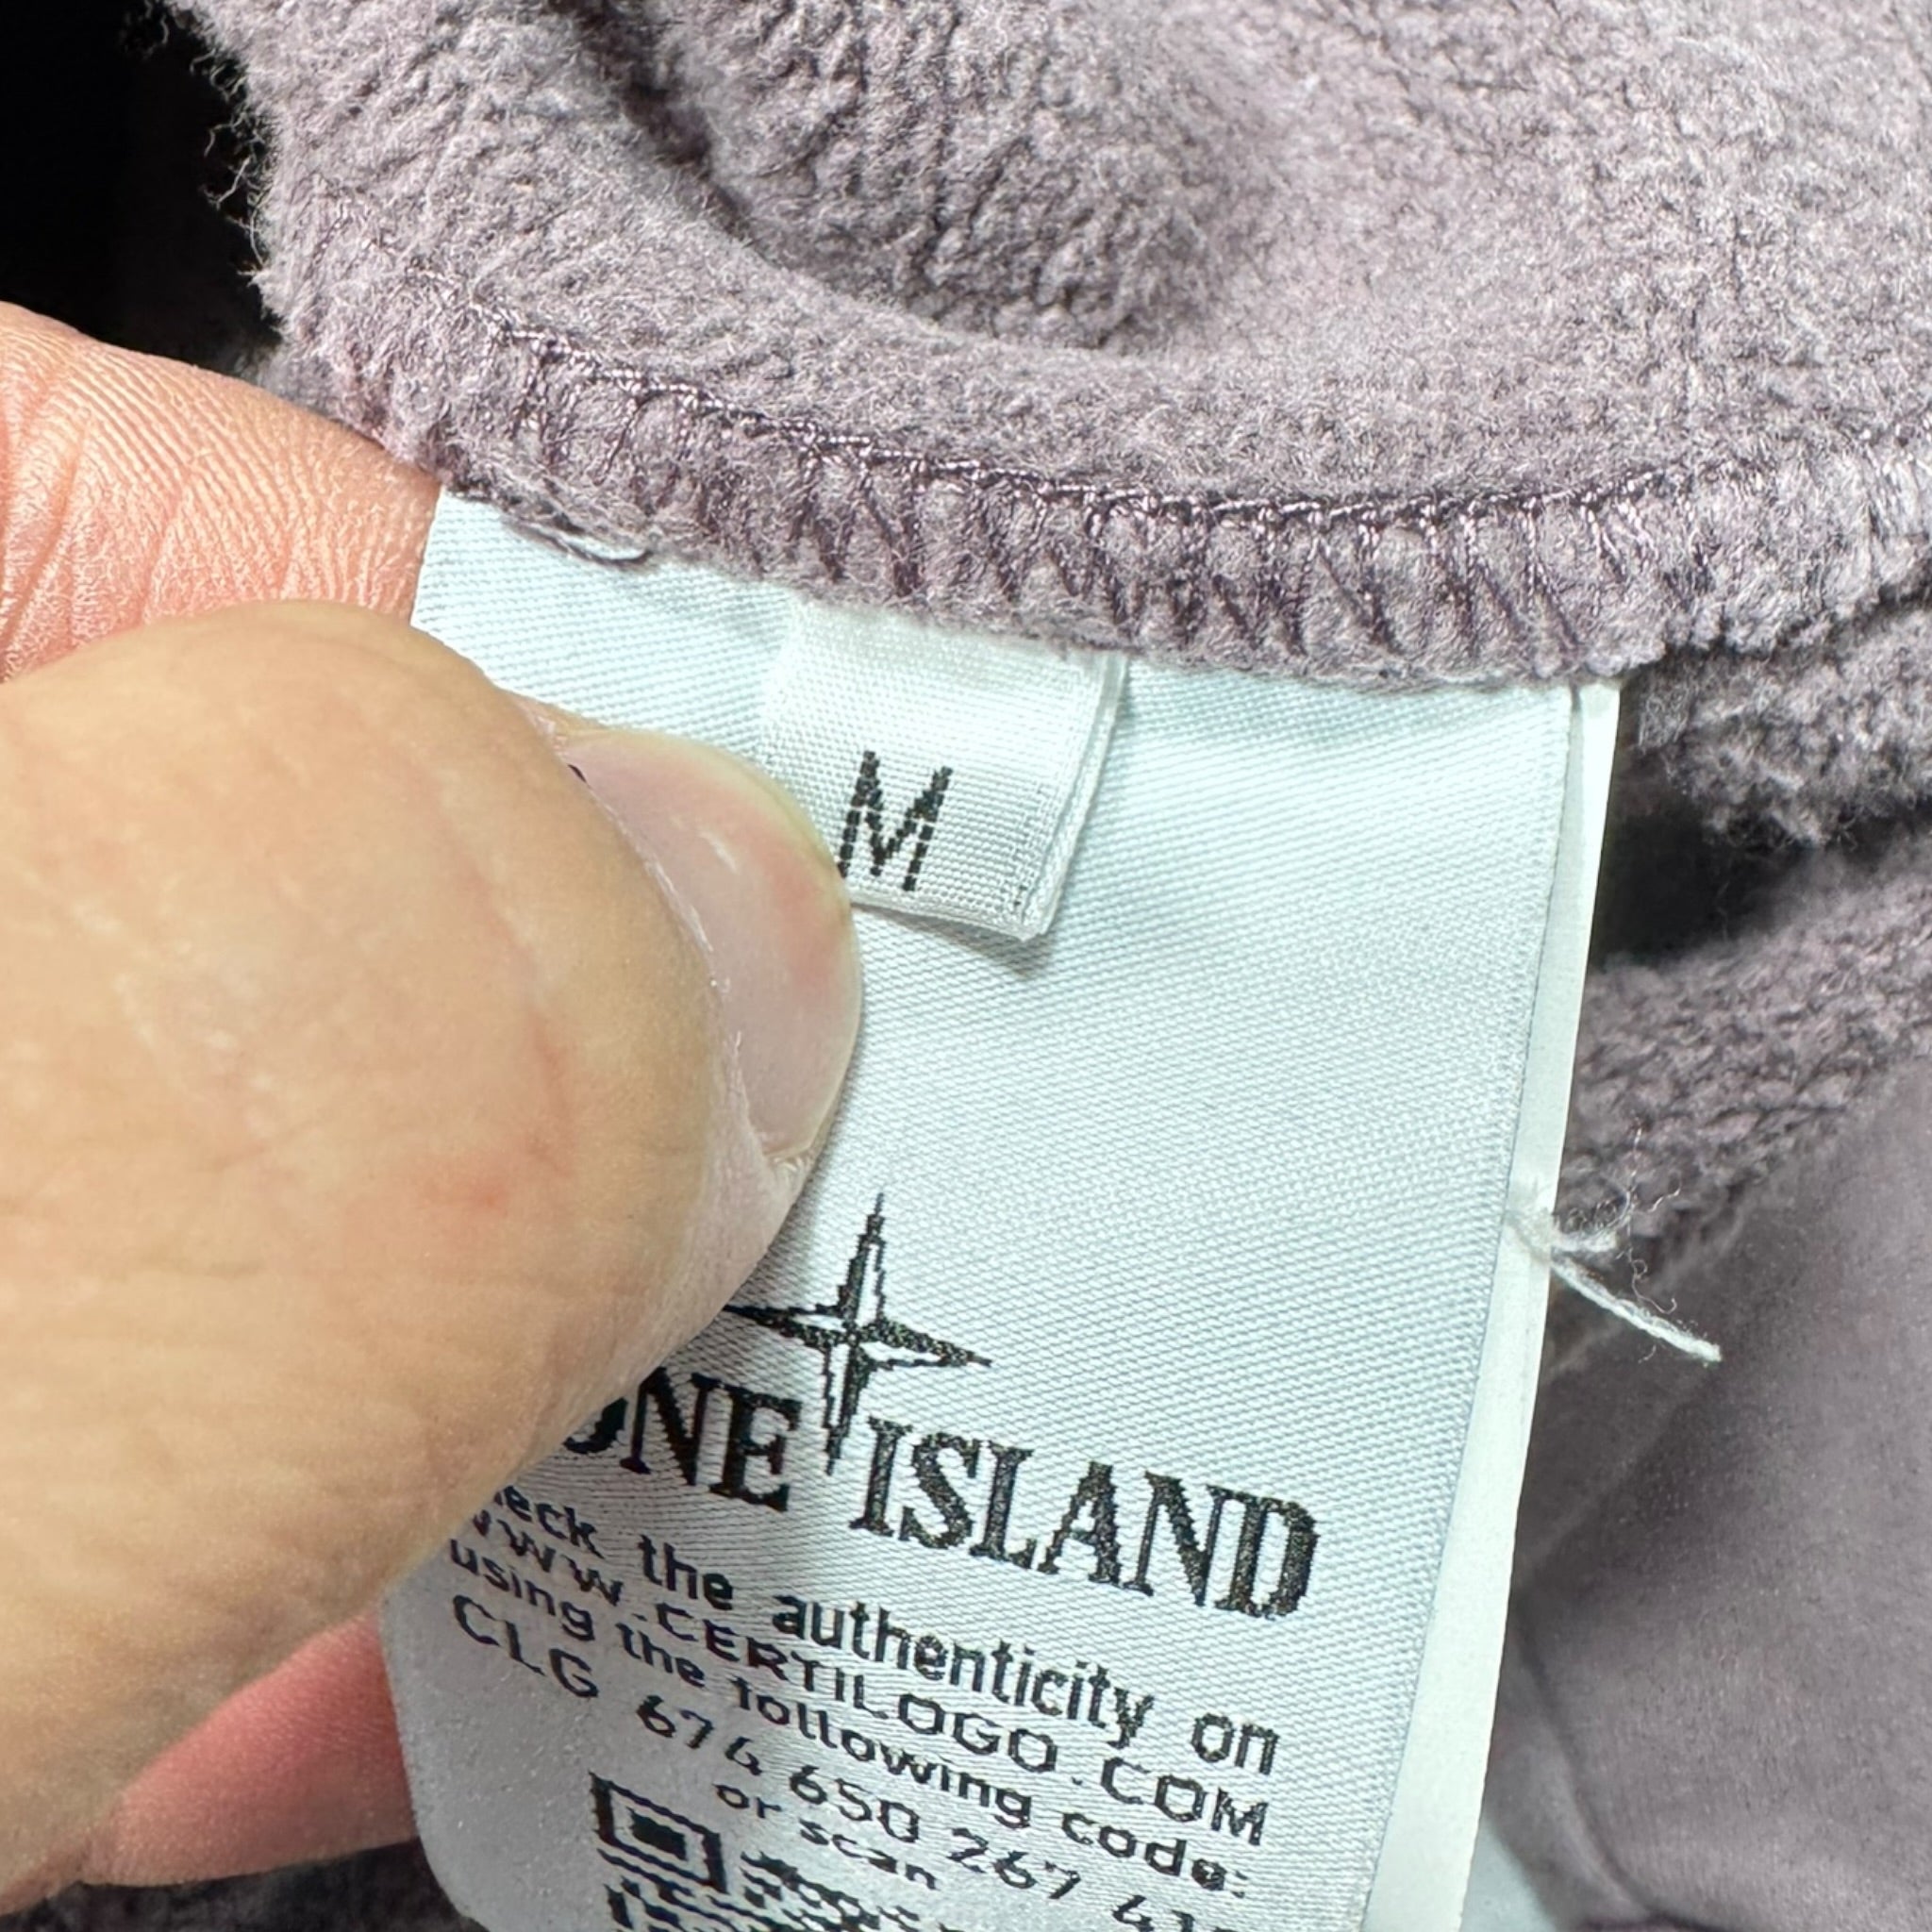 M
ISLAND
the authenticity on
WWW.CERTILOGO.COM
using the following code:
CLG 674 650 267
or scan